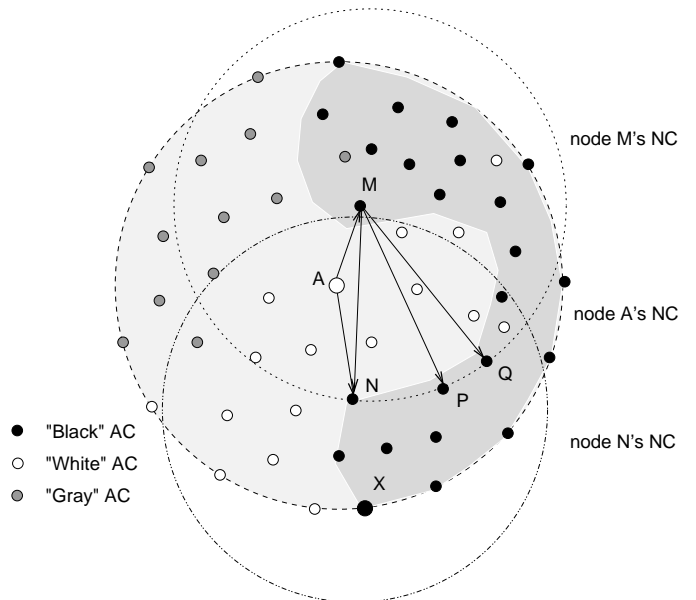 node M's NC
M
A
node A's NC
Q
N
P
node N's NC
"Black" AC
"White" AC
X
"Gray" AC